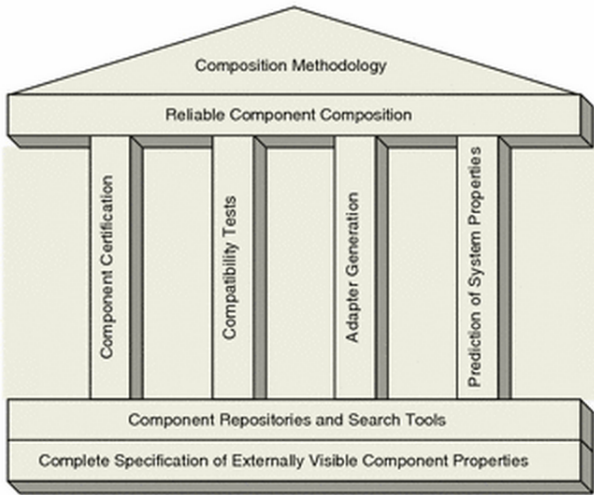 Composition Methodology
Reliable Component Composition
Component Certification
Compatibility Tests
Adapter Generation
Prediction of System Properties
Component Repositories and Search Tools
Complete Specification of Externally Visible Component Properties